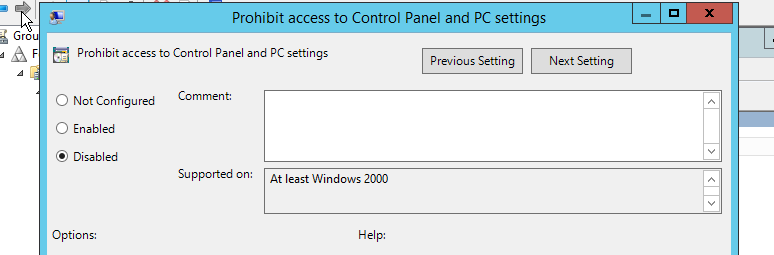 Prohibit access to Control Panel and PC settings
Prohibit access to Control Panel and PC settings
Previous Setting
Next Setting
Not Configured
Comment:
Enabled
Disabled
Supported on:
At least Windows 2000
Options:
Help: